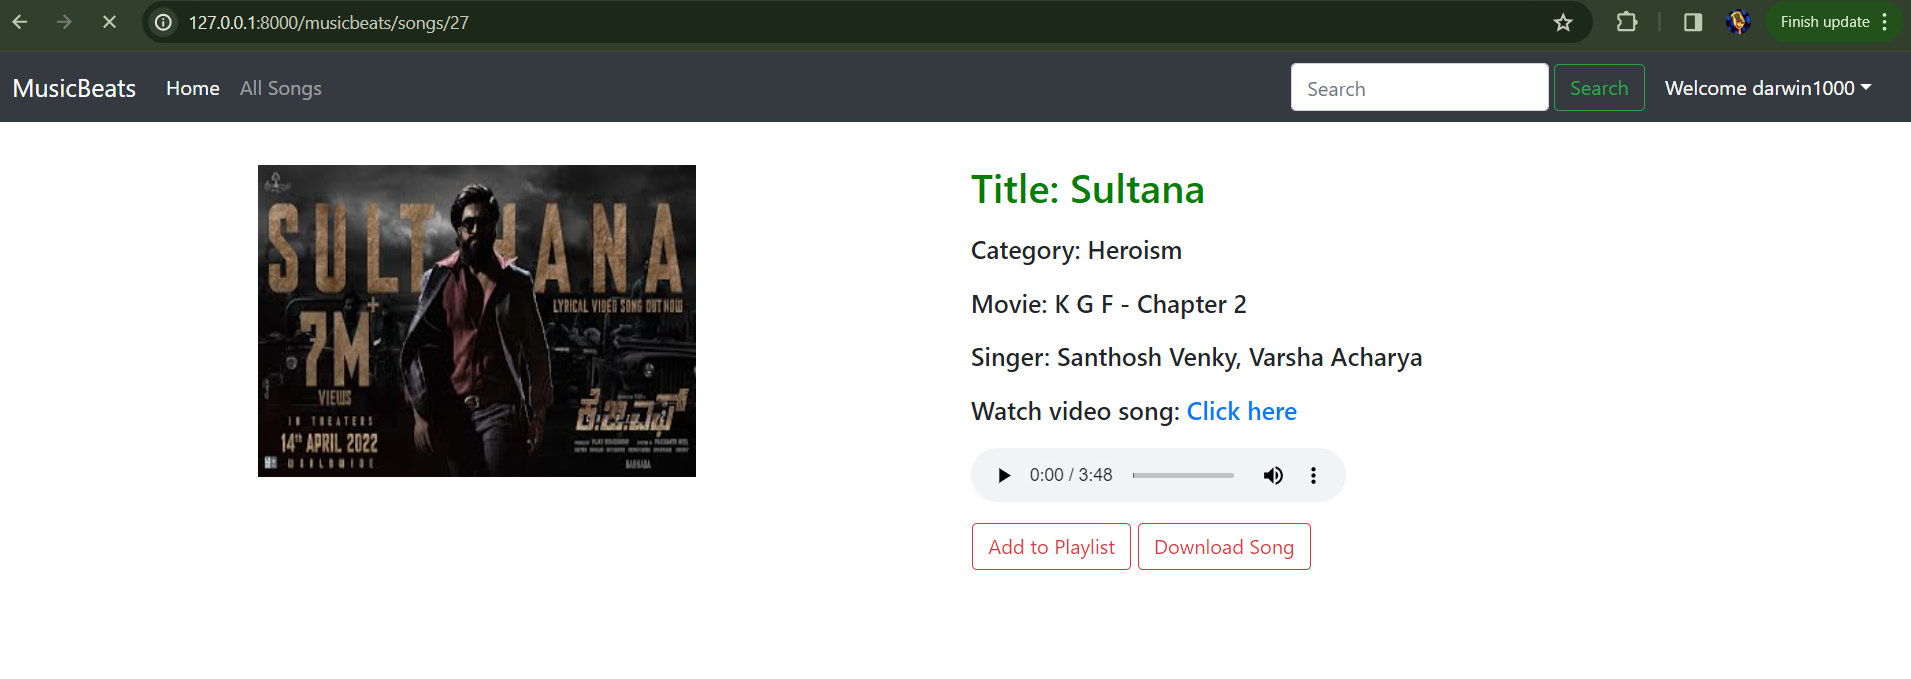 127.0.0.1:8000/musicbeats/songs/27
Finish update
MusicBeats Home All Songs
Search
Search
Welcome darwin1000
SULTHANA
LYRICAL VIDEO SONG OUT NOW
7M+
VIEWS
IN THEATERS
14th APRIL 2022
WORLDWIDE
ಕೆ.ಜಿ.ಎಫ್
KANNADA
Title: Sultana
Category: Heroism
Movie: K G F - Chapter 2
Singer: Santhosh Venky, Varsha Acharya
Watch video song: Click here
0:00 / 3:48
Add to Playlist
Download Song